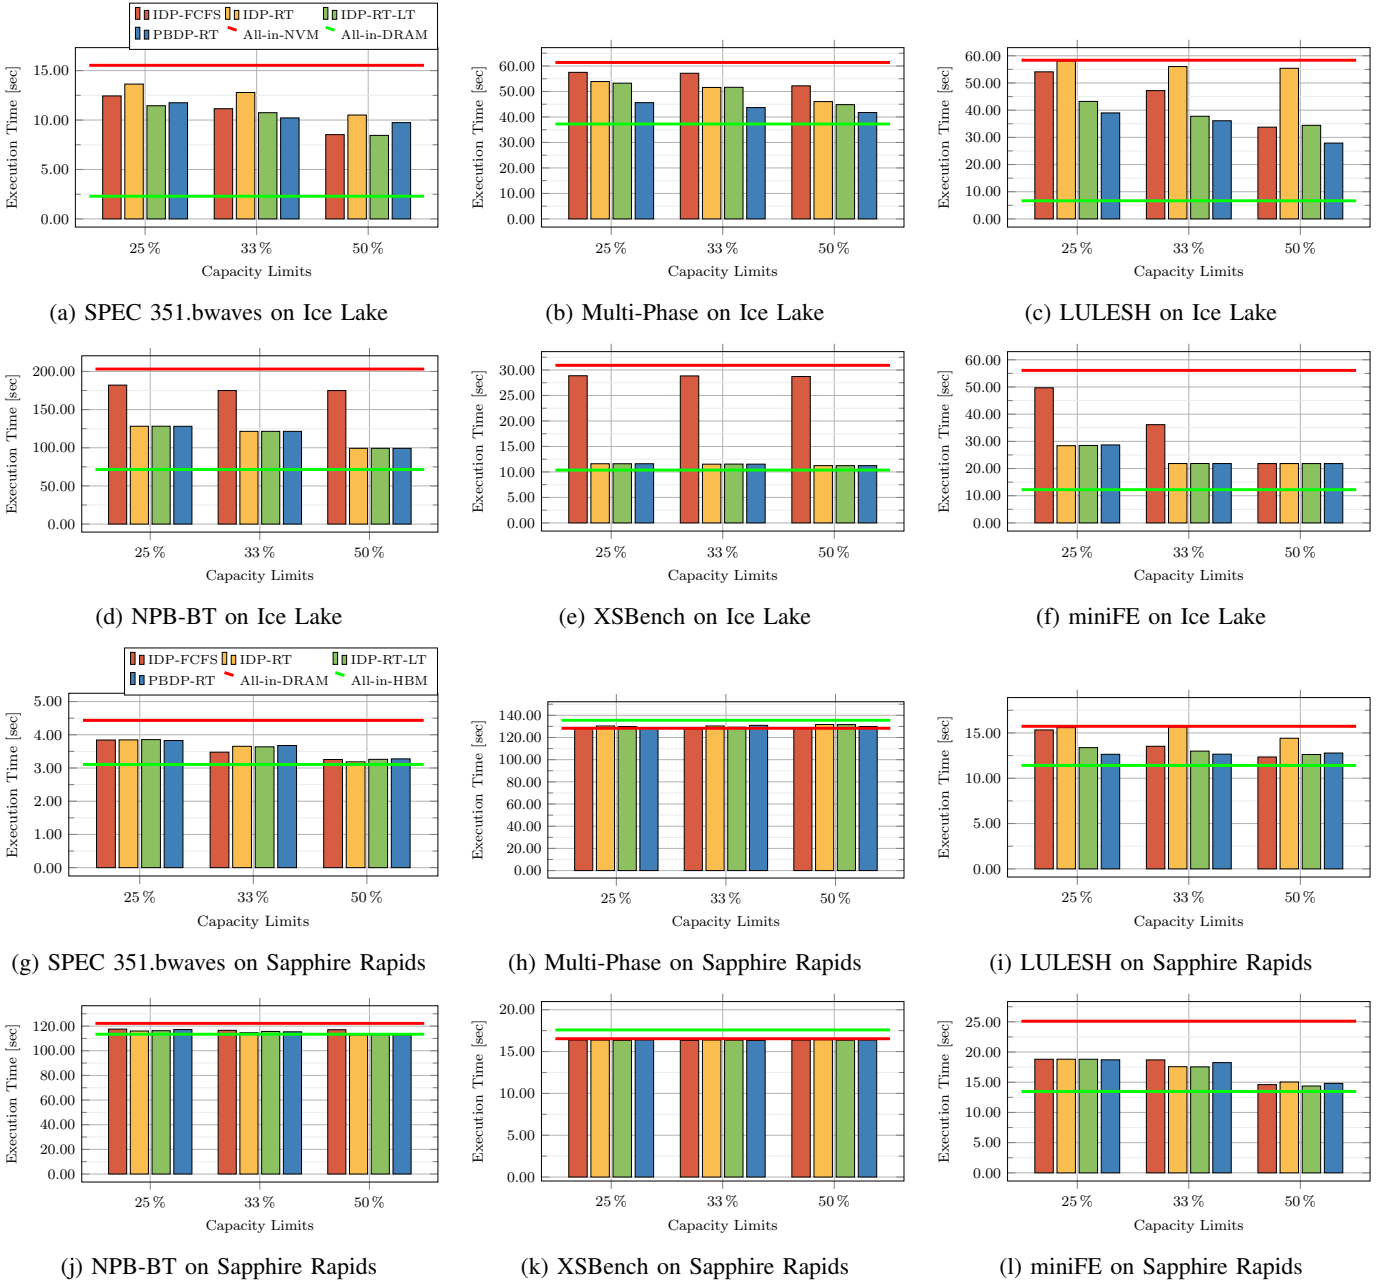 IDP-FCFS IDP-RT IDP-RT-LT
PBDP-RT All-in-NVM All-in-DRAM
Execution Time [sec]
15.00
10.00
5.00
0.00
25 % 33 % 50 %
Capacity Limits
(a) SPEC 351.bwaves on Ice Lake
Execution Time [sec]
60.00
50.00
40.00
30.00
20.00
10.00
0.00
25 % 33 % 50 %
Capacity Limits
(b) Multi-Phase on Ice Lake
Execution Time [sec]
60.00
50.00
40.00
30.00
20.00
10.00
0.00
25 % 33 % 50 %
Capacity Limits
(c) LULESH on Ice Lake
Execution Time [sec]
200.00
150.00
100.00
50.00
0.00
25 % 33 % 50 %
Capacity Limits
(d) NPB-BT on Ice Lake
Execution Time [sec]
30.00
25.00
20.00
15.00
10.00
5.00
0.00
25 % 33 % 50 %
Capacity Limits
(e) XSBench on Ice Lake
Execution Time [sec]
60.00
50.00
40.00
30.00
20.00
10.00
0.00
25 % 33 % 50 %
Capacity Limits
(f) miniFE on Ice Lake
IDP-FCFS IDP-RT IDP-RT-LT
PBDP-RT All-in-DRAM All-in-HBM
Execution Time [sec]
5.00
4.00
3.00
2.00
1.00
0.00
25 % 33 % 50 %
Capacity Limits
(g) SPEC 351.bwaves on Sapphire Rapids
Execution Time [sec]
140.00
120.00
100.00
80.00
60.00
40.00
20.00
0.00
25 % 33 % 50 %
Capacity Limits
(h) Multi-Phase on Sapphire Rapids
Execution Time [sec]
15.00
10.00
0.00
25 % 33 % 50 %
Capacity Limits
(i) LULESH on Sapphire Rapids
Execution Time [sec]
120.00
100.00
80.00
60.00
40.00
20.00
0.00
25 % 33 % 50 %
Capacity Limits
(j) NPB-BT on Sapphire Rapids
Execution Time [sec]
20.00
15.00
10.00
5.00
0.00
25 % 33 % 50 %
Capacity Limits
(k) XSBench on Sapphire Rapids
Execution Time [sec]
25.00
20.00
15.00
10.00
5.00
0.00
25 % 33 % 50 %
Capacity Limits
(l) miniFE on Sapphire Rapids